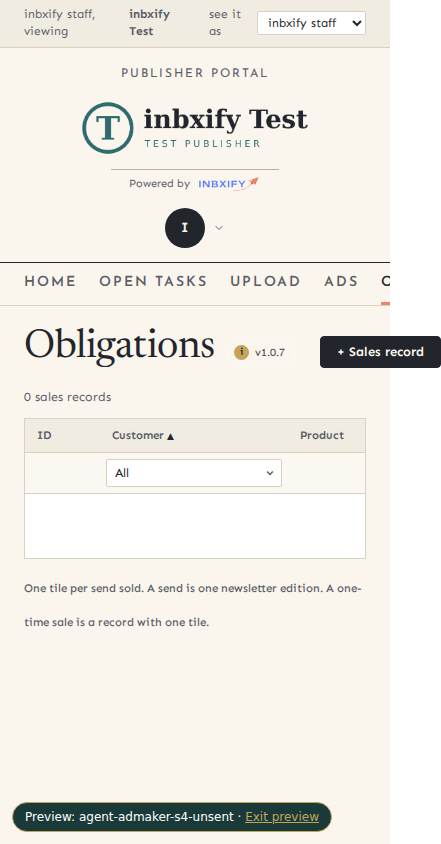 inbxify staff, viewing
inbxify Test
see it as
inbxify staff
PUBLISHER PORTAL
T
inbxify Test
TEST PUBLISHER
Powered by INBXIFY
I
HOME OPEN TASKS UPLOAD ADS
Obligations
i v1.0.7
+ Sales record
0 sales records
ID Customer ▲ Product
All
One tile per send sold. A send is one newsletter edition. A one-
time sale is a record with one tile.
Preview: agent-admaker-s4-unsent · Exit preview